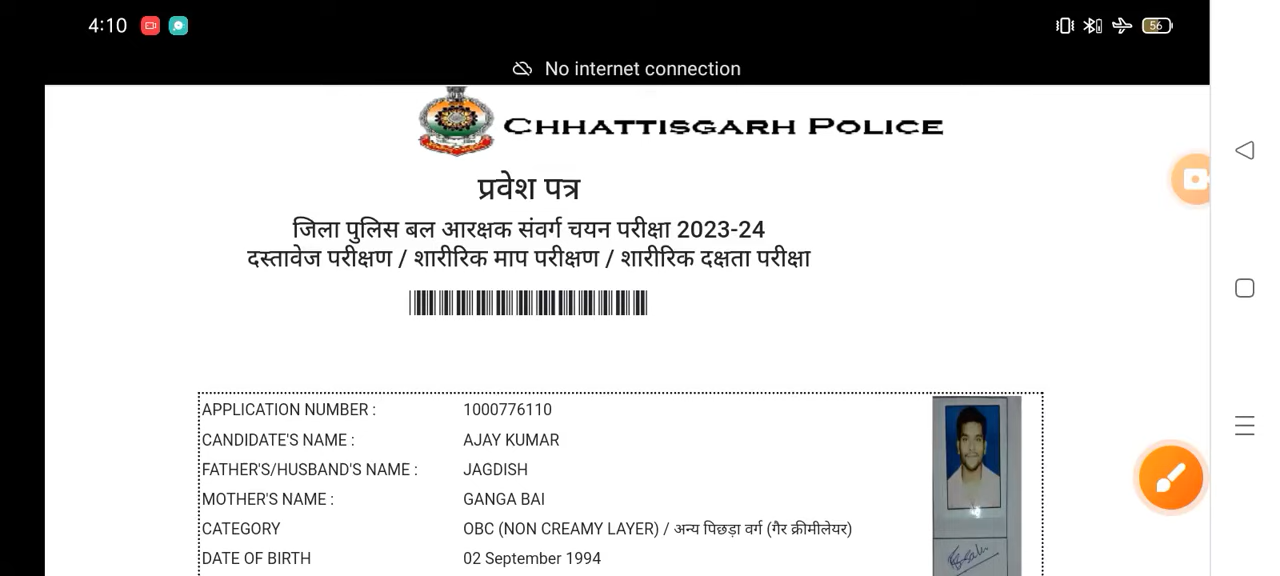 4:10
56
No internet connection
CHHATTISGARH POLICE
प्रवेश पत्र
जिला पुलिस बल आरक्षक संवर्ग चयन परीक्षा 2023-24
दस्तावेज परीक्षण / शारीरिक माप परीक्षण / शारीरिक दक्षता परीक्षा
APPLICATION NUMBER : 1000776110
CANDIDATE'S NAME : AJAY KUMAR
FATHER'S/HUSBAND'S NAME : JAGDISH
MOTHER'S NAME : GANGA BAI
CATEGORY OBC (NON CREAMY LAYER) / अन्य पिछड़ा वर्ग (गैर क्रीमीलेयर)
DATE OF BIRTH 02 September 1994